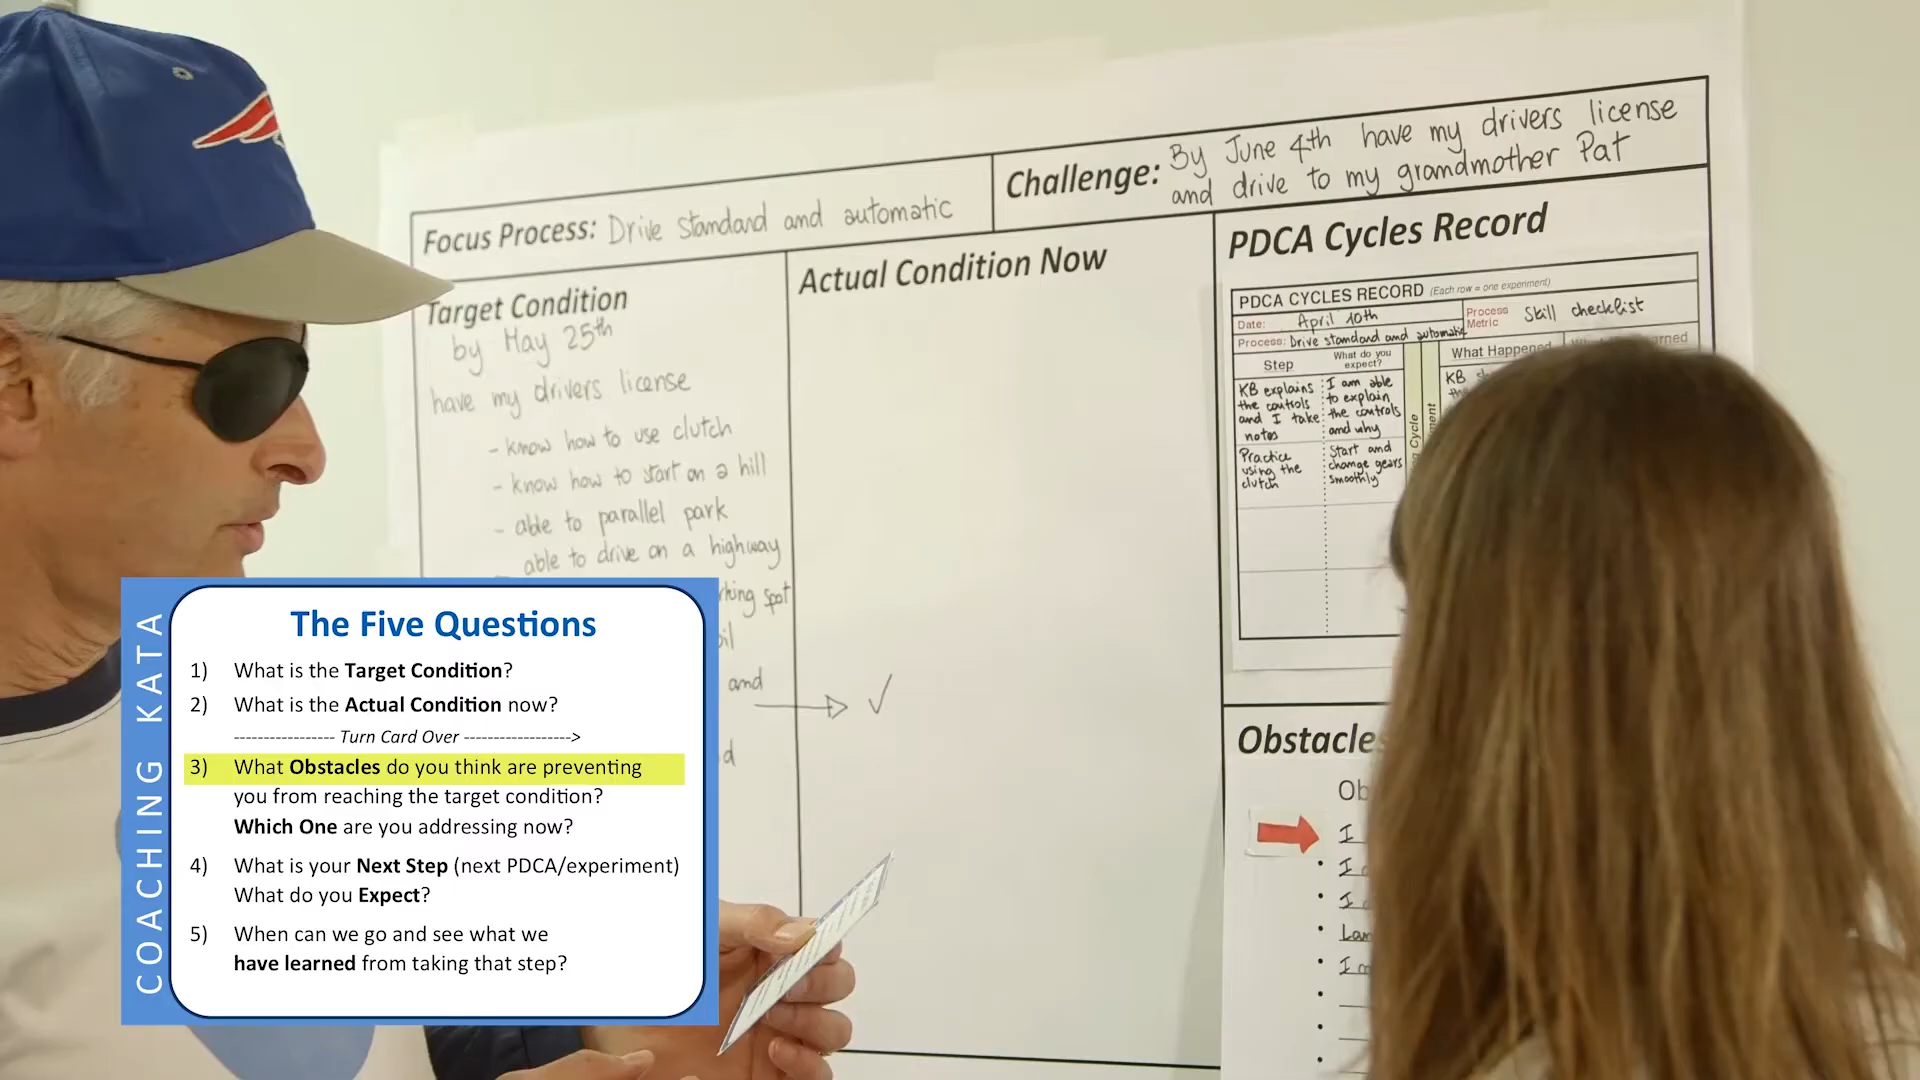 Focus Process: Drive standard and automatic
Challenge: By June 4th have my drivers license
and drive to my grandmother Pat
Target Condition
by May 25th
have my drivers license
- know how to use clutch
- know how to start on a hill
- able to parallel park
able to drive on a highway
spot
and
Actual Condition Now
✓
PDCA Cycles Record
PDCA CYCLES RECORD (Each row = one experiment)
Date: April 10th
Process Metric Skill checklist
Process: Drive standard and automatic
Step
What do you expect?
What Happened
KB explains
the controls
and I take
notes
I am able
to explain
the controls
and why
KB
Practice
using the
clutch
Start and
change gears
smoothly
Cycle
Obstacles
I
I
I
I
COACHING KATA
The Five Questions
1) What is the Target Condition?
2) What is the Actual Condition now?
----------------- Turn Card Over ------------------>
3) What Obstacles do you think are preventing
you from reaching the target condition?
Which One are you addressing now?
4) What is your Next Step (next PDCA/experiment)
What do you Expect?
5) When can we go and see what we
have learned from taking that step?